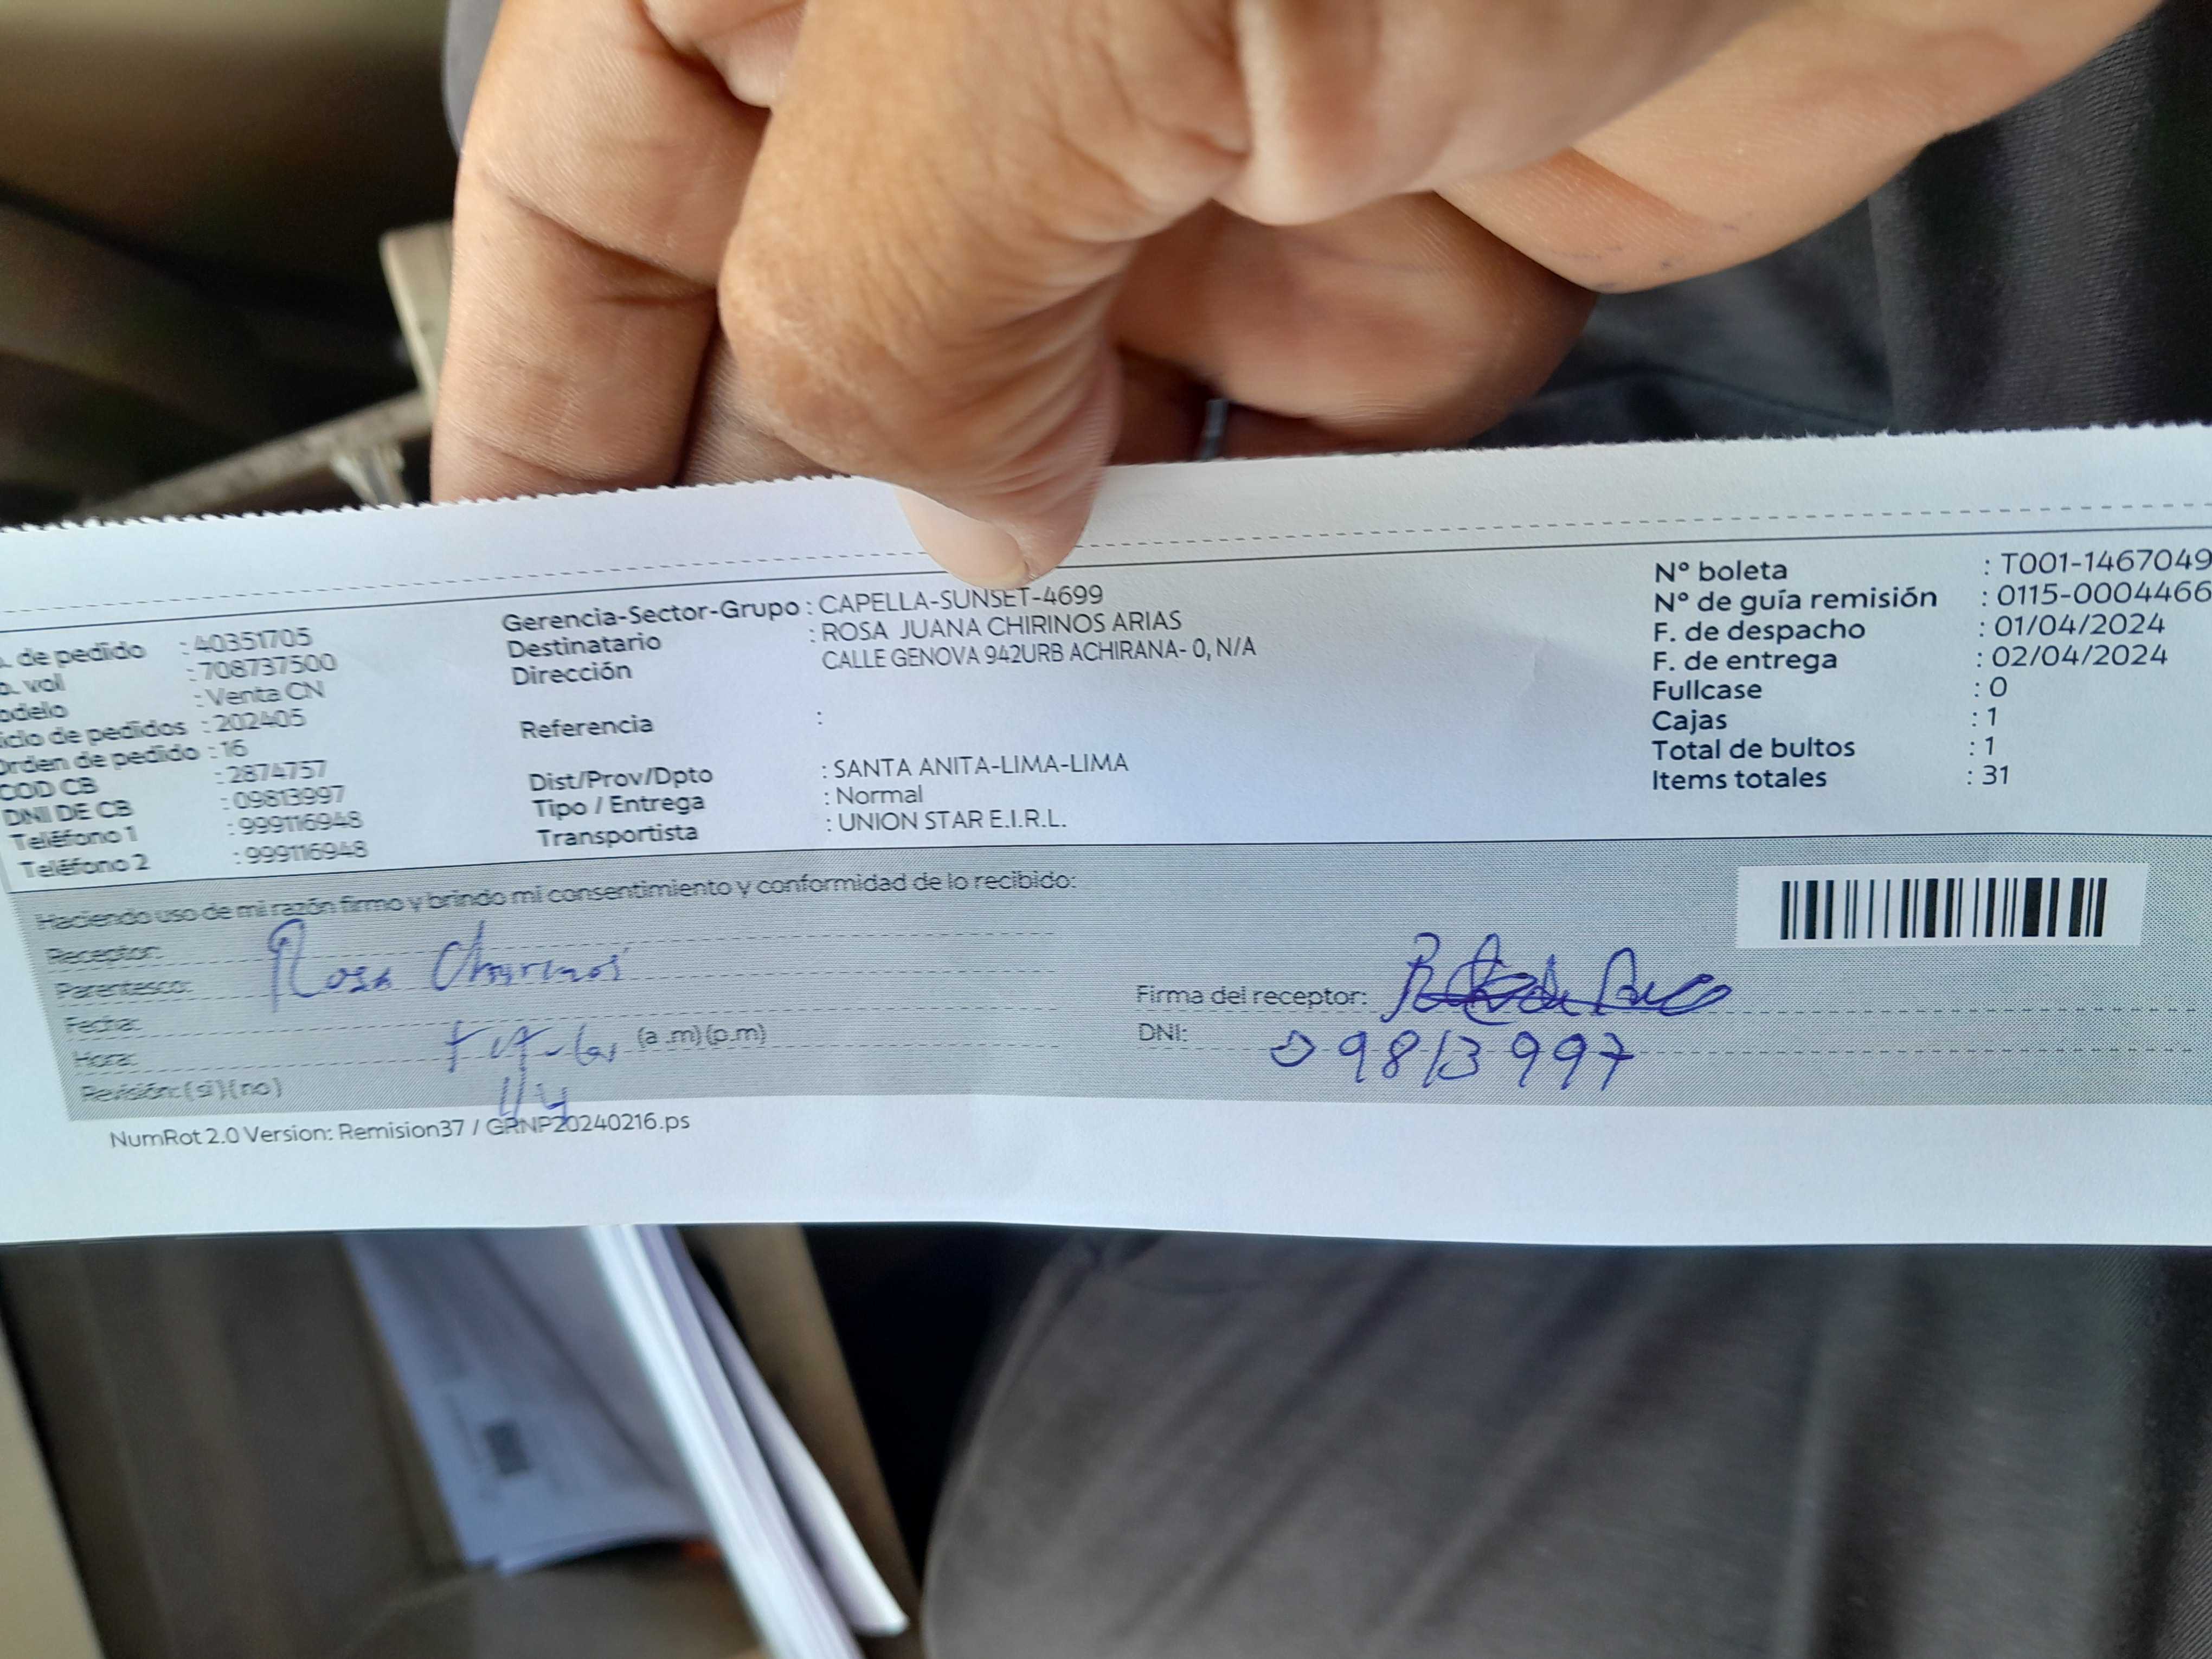 . de pedido : 40351705
o. vol : 708737500
odelo : Venta CN
iclo de pedidos : 202405
Orden de pedido : 16
COD CB : 2874757
DNI DE CB : 09813997
Teléfono 1 : 999116948
Teléfono 2 : 999116948
Gerencia-Sector-Grupo : CAPELLA-SUNSET-4699
Destinatario : ROSA JUANA CHIRINOS ARIAS
Dirección CALLE GENOVA 942URB ACHIRANA- 0, N/A
Referencia :
Dist/Prov/Dpto : SANTA ANITA-LIMA-LIMA
Tipo / Entrega : Normal
Transportista : UNION STAR E.I.R.L.
Nº boleta : T001-1467049
Nº de guía remisión : 0115-0004466
F. de despacho : 01/04/2024
F. de entrega : 02/04/2024
Fullcase : 0
Cajas : 1
Total de bultos : 1
Items totales : 31
Haciendo uso de mi razón firmo y brindo mi consentimiento y conformidad de lo recibido:
Receptor: Rosa Chirinos
Parentesco:
Fecha: titular
Hora: (a .m)(p.m)
Revisión: (si)(no)
Firma del receptor:
DNI: 09813997
NumRot 2.0 Version: Remision37 / GRNP20240216.ps